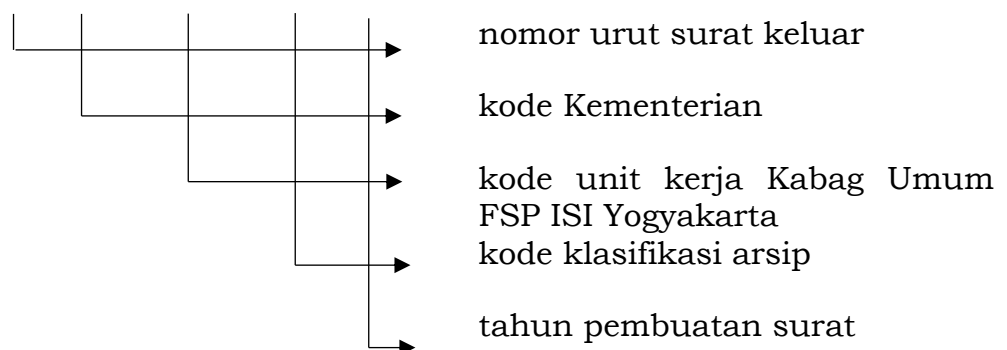 nomor urut surat keluar
kode Kementerian
kode unit kerja Kabag Umum
FSP ISI Yogyakarta
kode klasifikasi arsip
tahun pembuatan surat